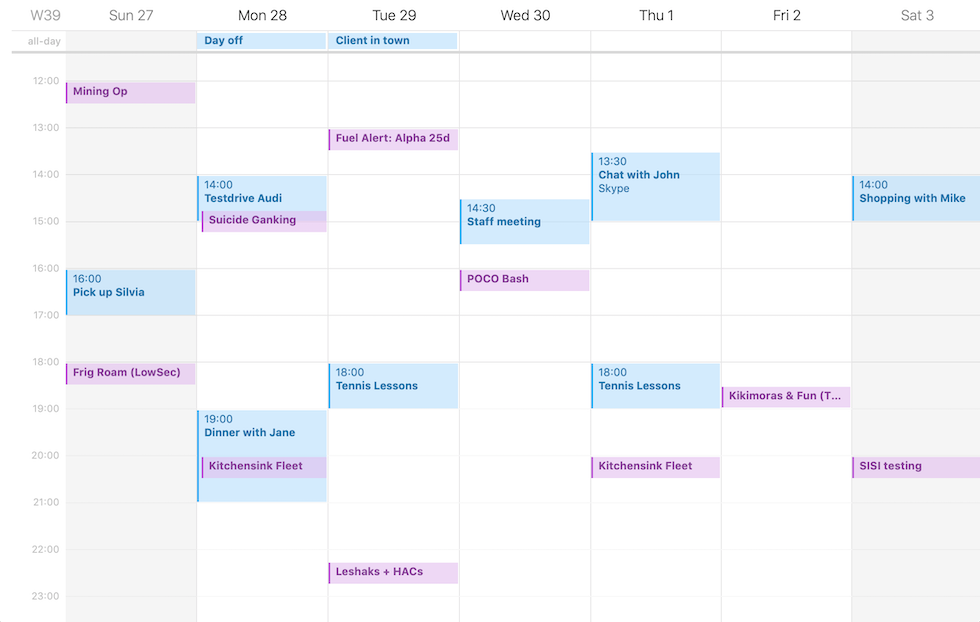 W39
Sun 27
Mon 28
Tue 29
Wed 30
Thu 1
Fri 2
Sat 3
all-day
Day off
Client in town
12:00
Mining Op
13:00
Fuel Alert: Alpha 25d
13:30
Chat with John
Skype
14:00
14:00
Testdrive Audi
Suicide Ganking
14:30
Staff meeting
14:00
Shopping with Mike
15:00
16:00
16:00
Pick up Silvia
POCO Bash
17:00
18:00
Frig Roam (LowSec)
18:00
Tennis Lessons
18:00
Tennis Lessons
Kikimoras & Fun (T...
19:00
19:00
Dinner with Jane
20:00
Kitchensink Fleet
Kitchensink Fleet
SISI testing
21:00
22:00
Leshaks + HACs
23:00